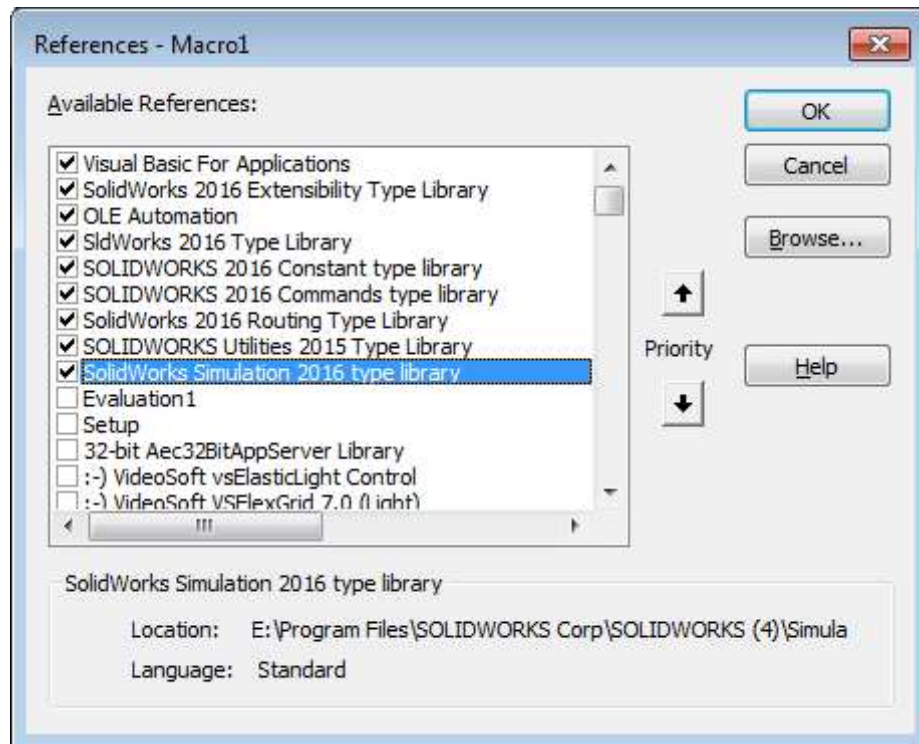 References - Macro1
Available References:
OK
Visual Basic For Applications
Cancel
SolidWorks 2016 Extensibility Type Library
OLE Automation
Browse...
SldWorks 2016 Type Library
SOLIDWORKS 2016 Constant type library
SOLIDWORKS 2016 Commands type library
SolidWorks 2016 Routing Type Library
SOLIDWORKS Utilities 2015 Type Library
Priority
SolidWorks Simulation 2016 type library
Help
Evaluation1
Setup
32-bit Aec32BitAppServer Library
:-) VideoSoft vsElasticLight Control
:-) VideoSoft VSFlexGrid 7.0 (Light)
SolidWorks Simulation 2016 type library
Location: E:\Program Files\SOLIDWORKS Corp\SOLIDWORKS (4)\Simula
Language: Standard